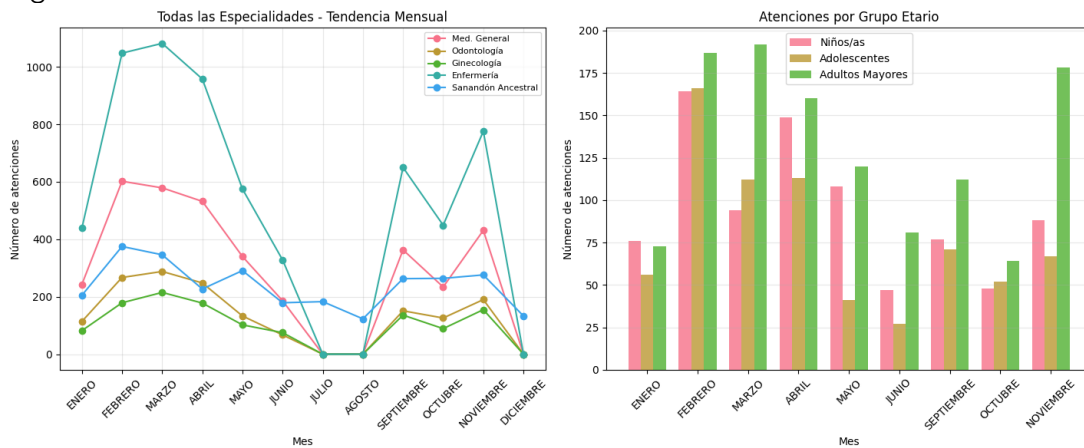 Todas las Especialidades - Tendencia Mensual
Número de atenciones
1000
800
600
400
200
0
Med. General
Odontología
Ginecología
Enfermería
Sanandón Ancestral
ENERO
FEBRERO
MARZO
ABRIL
MAYO
JUNIO
JULIO
AGOSTO
SEPTIEMBRE
OCTUBRE
NOVIEMBRE
DICIEMBRE
Mes
Atenciones por Grupo Etario
Número de atenciones
200
175
150
125
100
75
50
25
0
Niños/as
Adolescentes
Adultos Mayores
ENERO
FEBRERO
MARZO
ABRIL
MAYO
JUNIO
SEPTIEMBRE
OCTUBRE
NOVIEMBRE
Mes